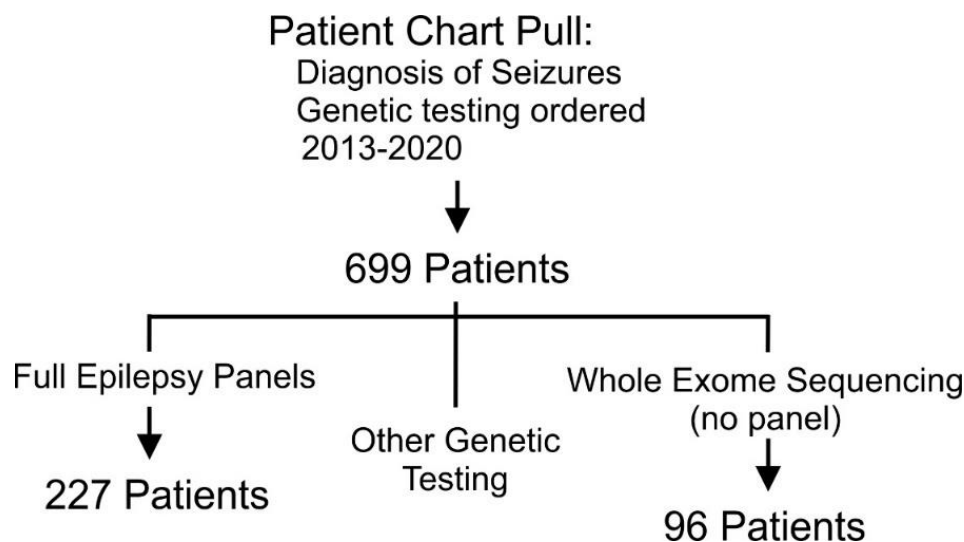 Patient Chart Pull:
Diagnosis of Seizures
Genetic testing ordered
2013-2020
699 Patients
Full Epilepsy Panels
227 Patients
Other Genetic
Testing
Whole Exome Sequencing
(no panel)
96 Patients